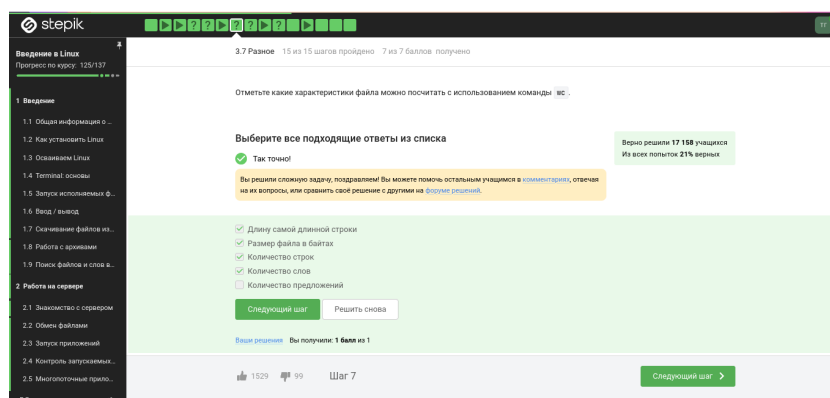 stepik
тг
Введение в Linux
Прогресс по курсу: 125/137
1 Введение
1.1 Общая информация о ...
1.2 Как установить Linux
1.3 Осваиваем Linux
1.4 Terminal: основы
1.5 Запуск исполняемых ф...
1.6 Ввод / вывод
1.7 Скачивание файлов из...
1.8 Работа с архивами
1.9 Поиск файлов и слов в...
2 Работа на сервере
2.1 Знакомство с сервером
2.2 Обмен файлами
2.3 Запуск приложений
2.4 Контроль запускаемых...
2.5 Многопоточные прило...
3.7 Разное 15 из 15 шагов пройдено 7 из 7 баллов получено
Отметьте какие характеристики файла можно посчитать с использованием команды wc .
Выберите все подходящие ответы из списка
Так точно!
Вы решили сложную задачу, поздравляем! Вы можете помочь остальным учащимся в комментариях, отвечая
на их вопросы, или сравнить своё решение с другими на форуме решений.
Верно решили 17 158 учащихся
Из всех попыток 21% верных
Длину самой длинной строки
Размер файла в байтах
Количество строк
Количество слов
Количество предложений
Следующий шаг Решить снова
Ваши решения Вы получили: 1 балл из 1
1529 99 Шаг 7 Следующий шаг